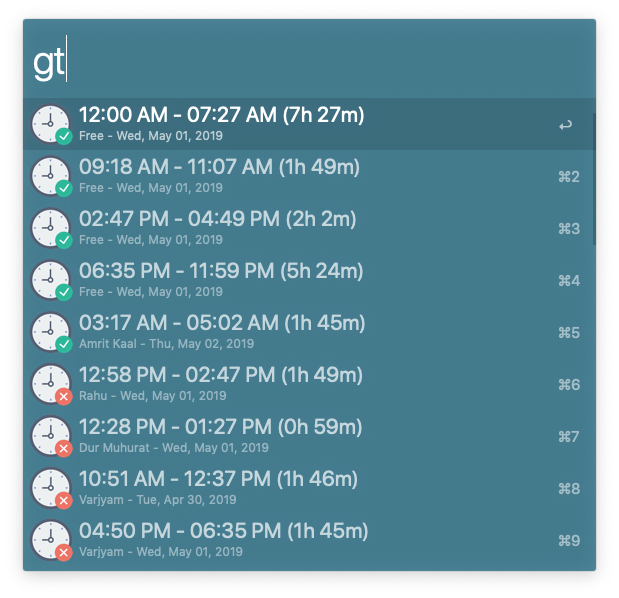 gt
12:00 AM - 07:27 AM (7h 27m)
Free - Wed, May 01, 2019
09:18 AM - 11:07 AM (1h 49m)
Free - Wed, May 01, 2019
⌘2
02:47 PM - 04:49 PM (2h 2m)
Free - Wed, May 01, 2019
⌘3
06:35 PM - 11:59 PM (5h 24m)
Free - Wed, May 01, 2019
⌘4
03:17 AM - 05:02 AM (1h 45m)
Amrit Kaal - Thu, May 02, 2019
⌘5
12:58 PM - 02:47 PM (1h 49m)
Rahu - Wed, May 01, 2019
⌘6
12:28 PM - 01:27 PM (0h 59m)
Dur Muhurat - Wed, May 01, 2019
⌘7
10:51 AM - 12:37 PM (1h 46m)
Varjyam - Tue, Apr 30, 2019
⌘8
04:50 PM - 06:35 PM (1h 45m)
Varjyam - Wed, May 01, 2019
⌘9